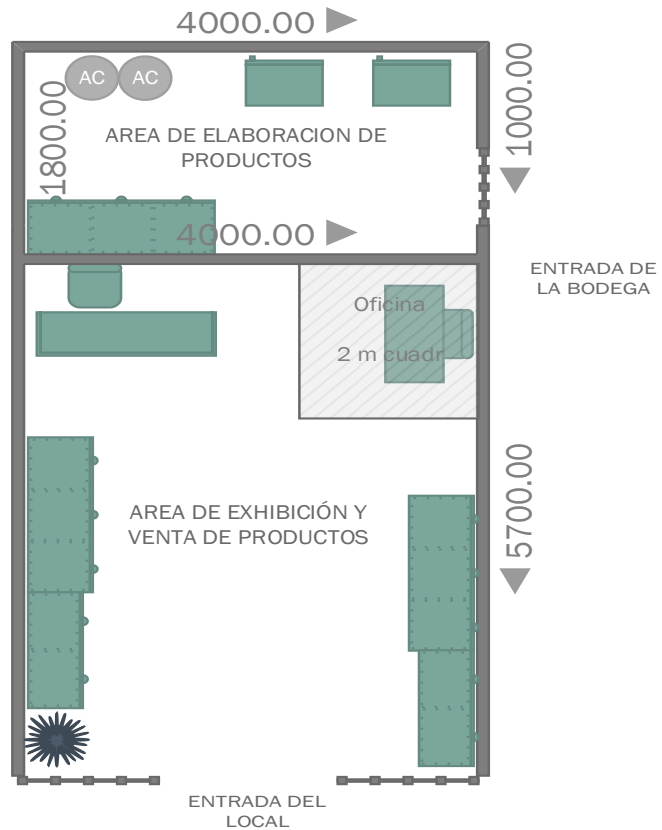 4000.00
AC AC
1000.00
1800.00
AREA DE ELABORACION DE
PRODUCTOS
4000.00
ENTRADA DE
LA BODEGA
Oficina
2 m cuadr
5700.00
AREA DE EXHIBICIÓN Y
VENTA DE PRODUCTOS
ENTRADA DEL
LOCAL